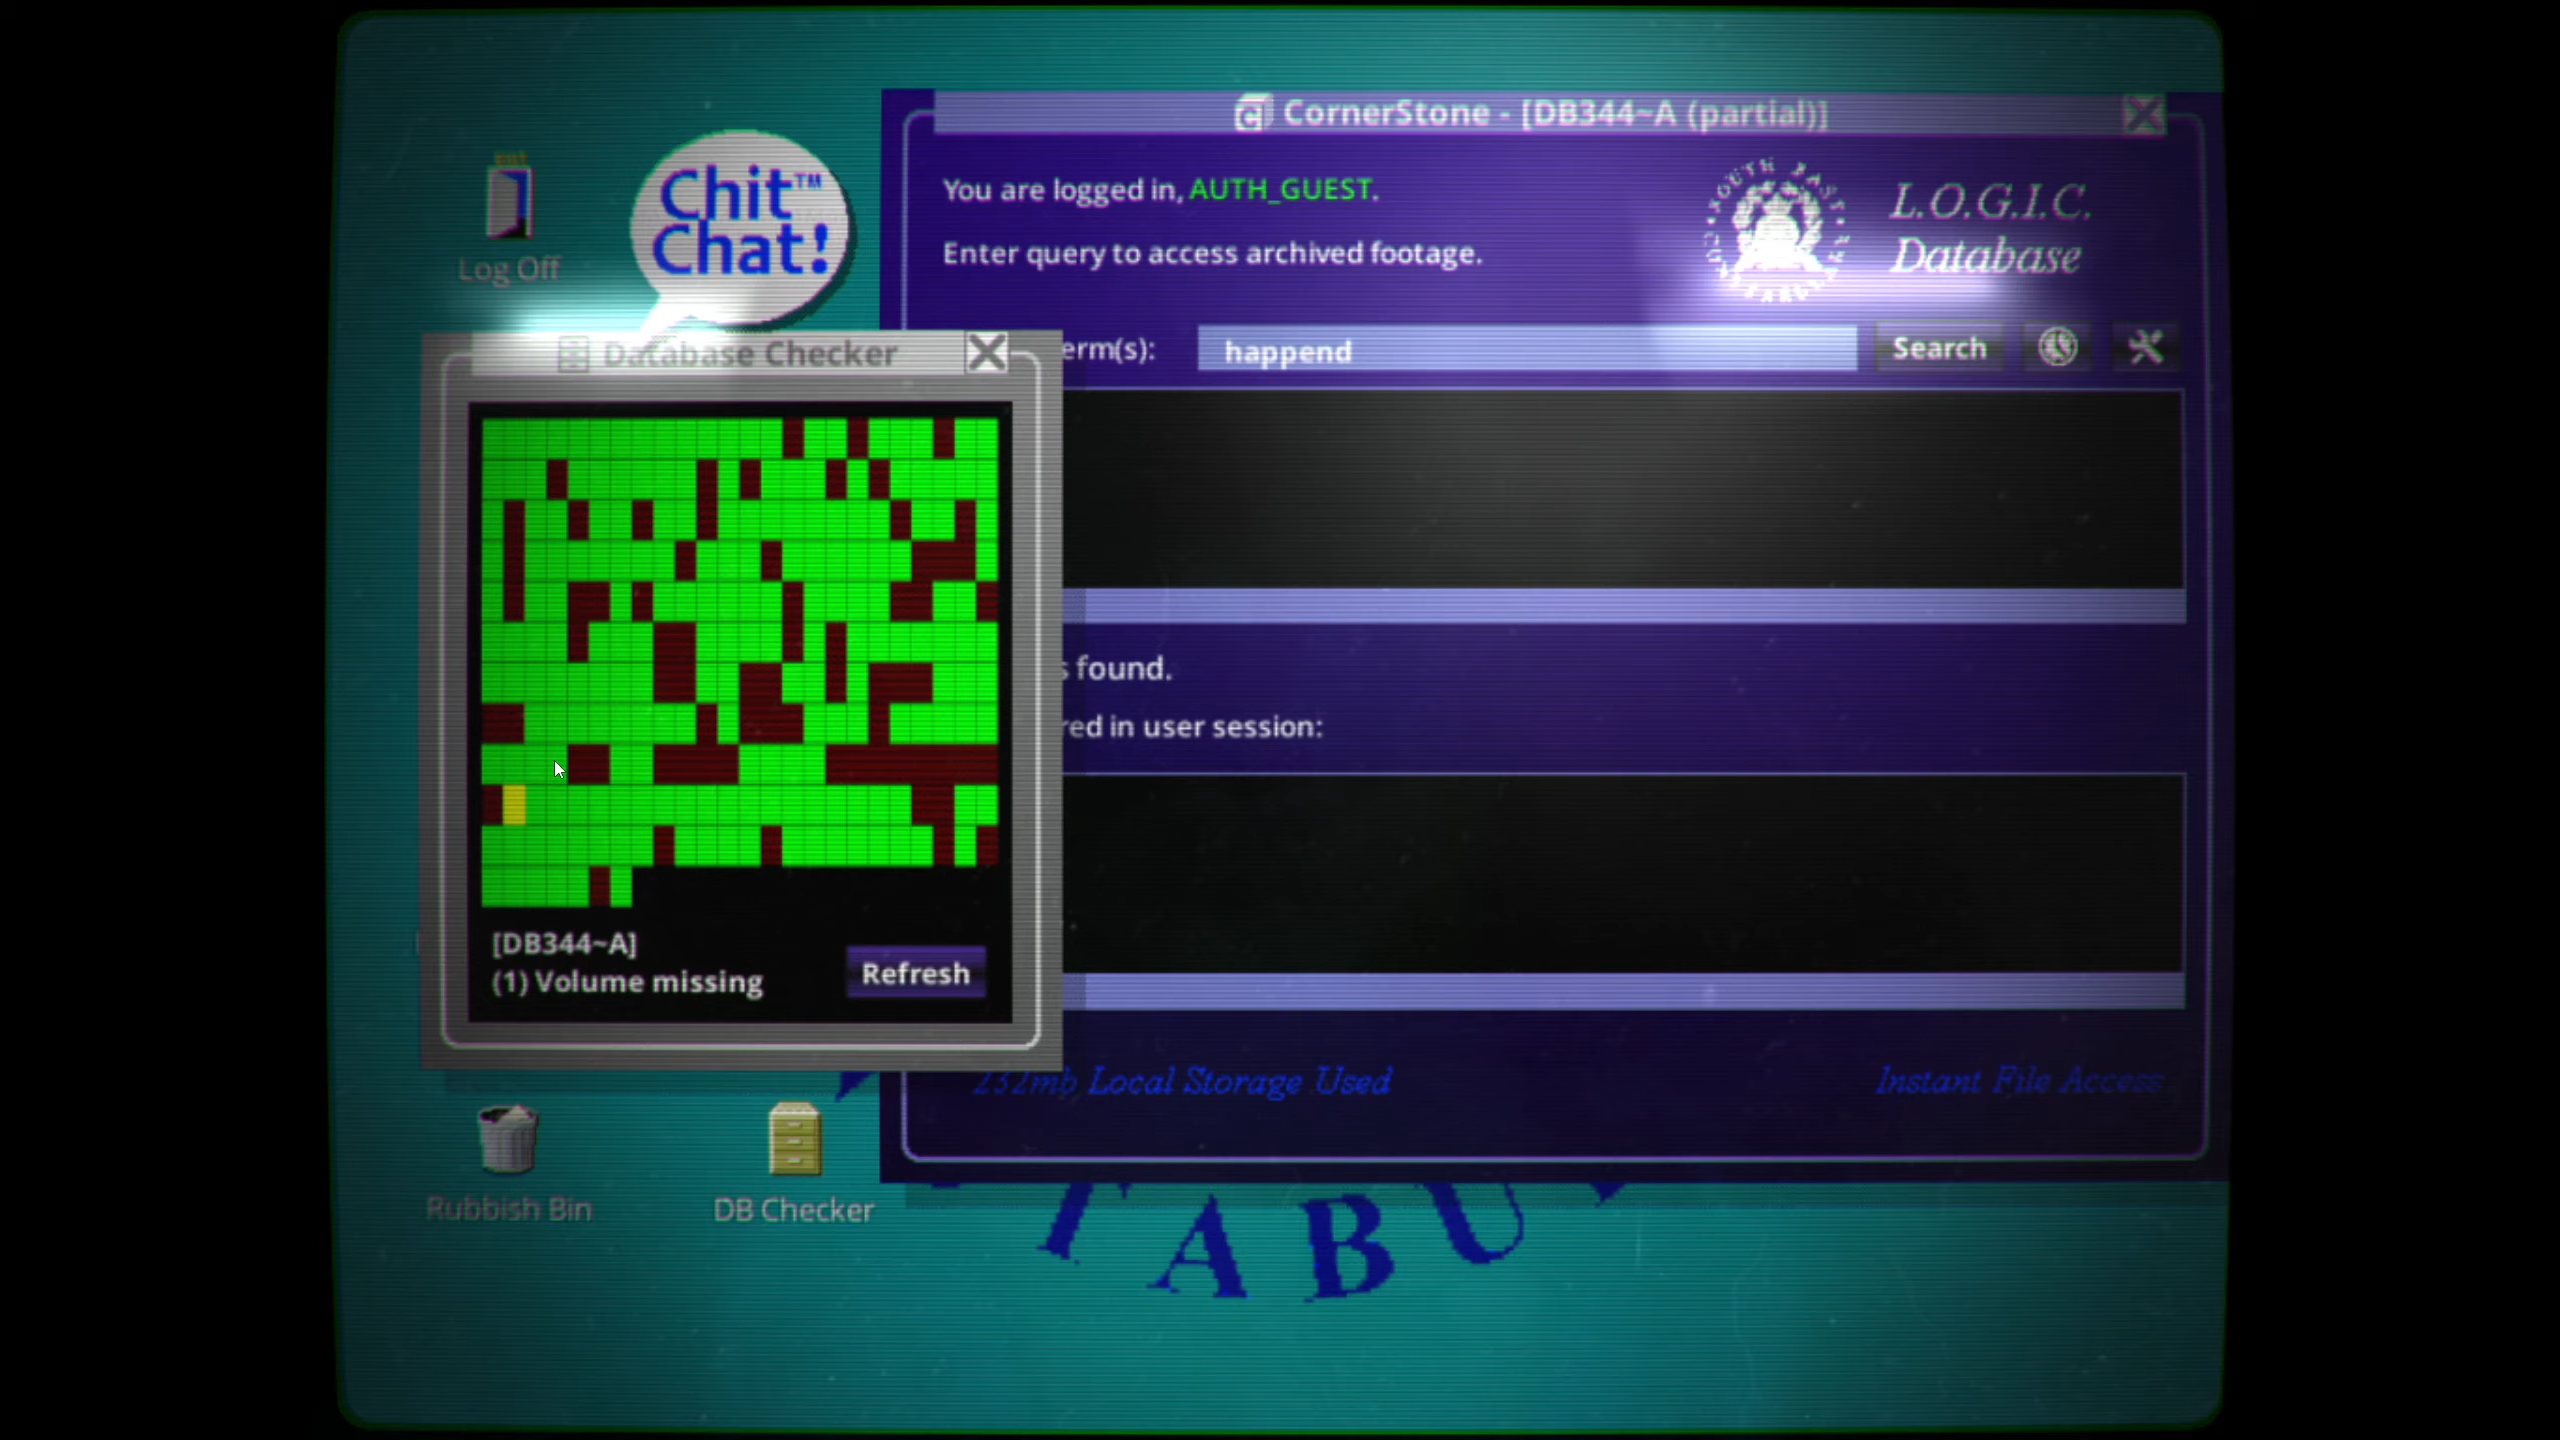 CornerStone - [DB344~A (partial)]
Chit™
Chat!
Log Off
You are logged in, AUTH_GUEST.
Enter query to access archived footage.
L.O.G.I.C.
Database
Database Checker
erm(s):
happend
Search
s found.
red in user session:
[DB344~A]
(1) Volume missing
Refresh
232mb Local Storage Used
Instant File Access
Rubbish Bin
DB Checker
TABU